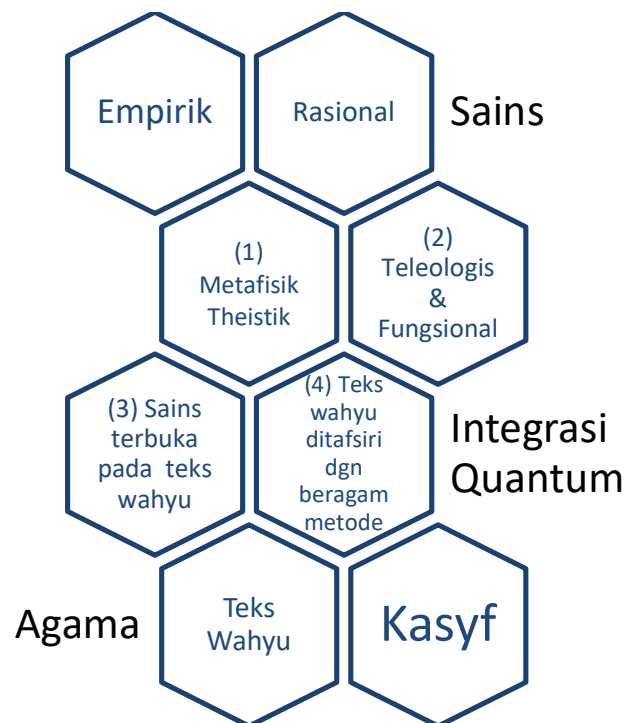 Empirik
Rasional
Sains
(1)
Metafisik
Theistik
(2)
Teleologis
&
Fungsional
(3) Sains
terbuka
pada teks
wahyu
(4) Teks
wahyu
ditafsiri
dgn
beragam
metode
Integrasi
Quantum
Agama
Teks
Wahyu
Kasyf